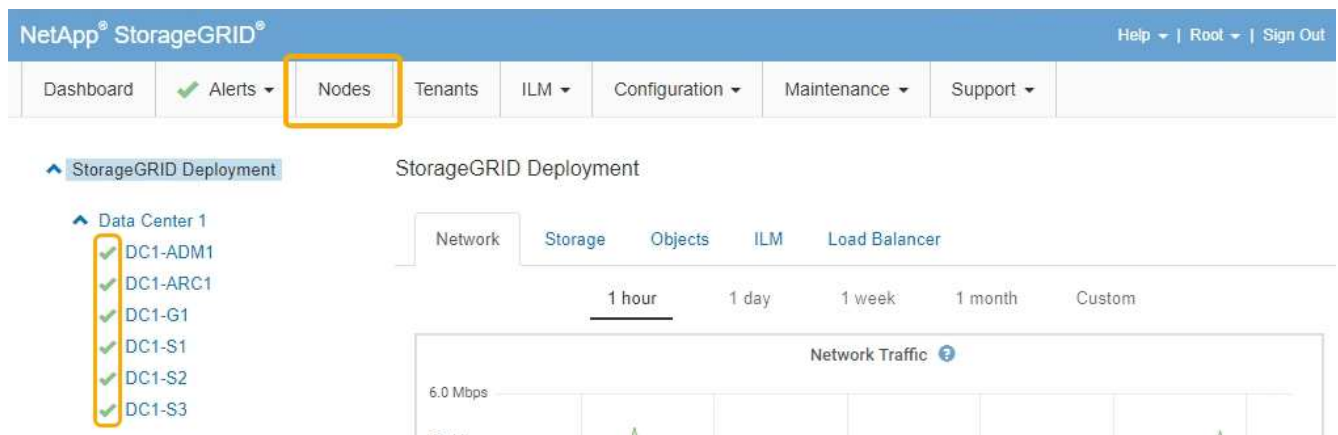 NetApp® StorageGRID®
Help | Root | Sign Out
Dashboard Alerts Nodes Tenants ILM Configuration Maintenance Support
StorageGRID Deployment
StorageGRID Deployment
Data Center 1
DC1-ADM1
DC1-ARC1
DC1-G1
DC1-S1
DC1-S2
DC1-S3
Network Storage Objects ILM Load Balancer
1 hour 1 day 1 week 1 month Custom
Network Traffic ?
6.0 Mbps